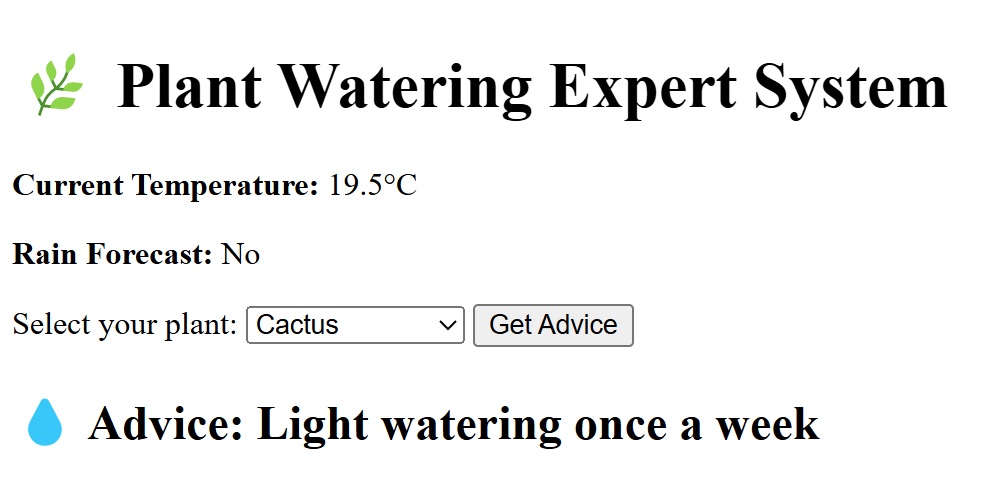 Plant Watering Expert System
Current Temperature: 19.5°C
Rain Forecast: No
Select your plant: Cactus Get Advice
Advice: Light watering once a week